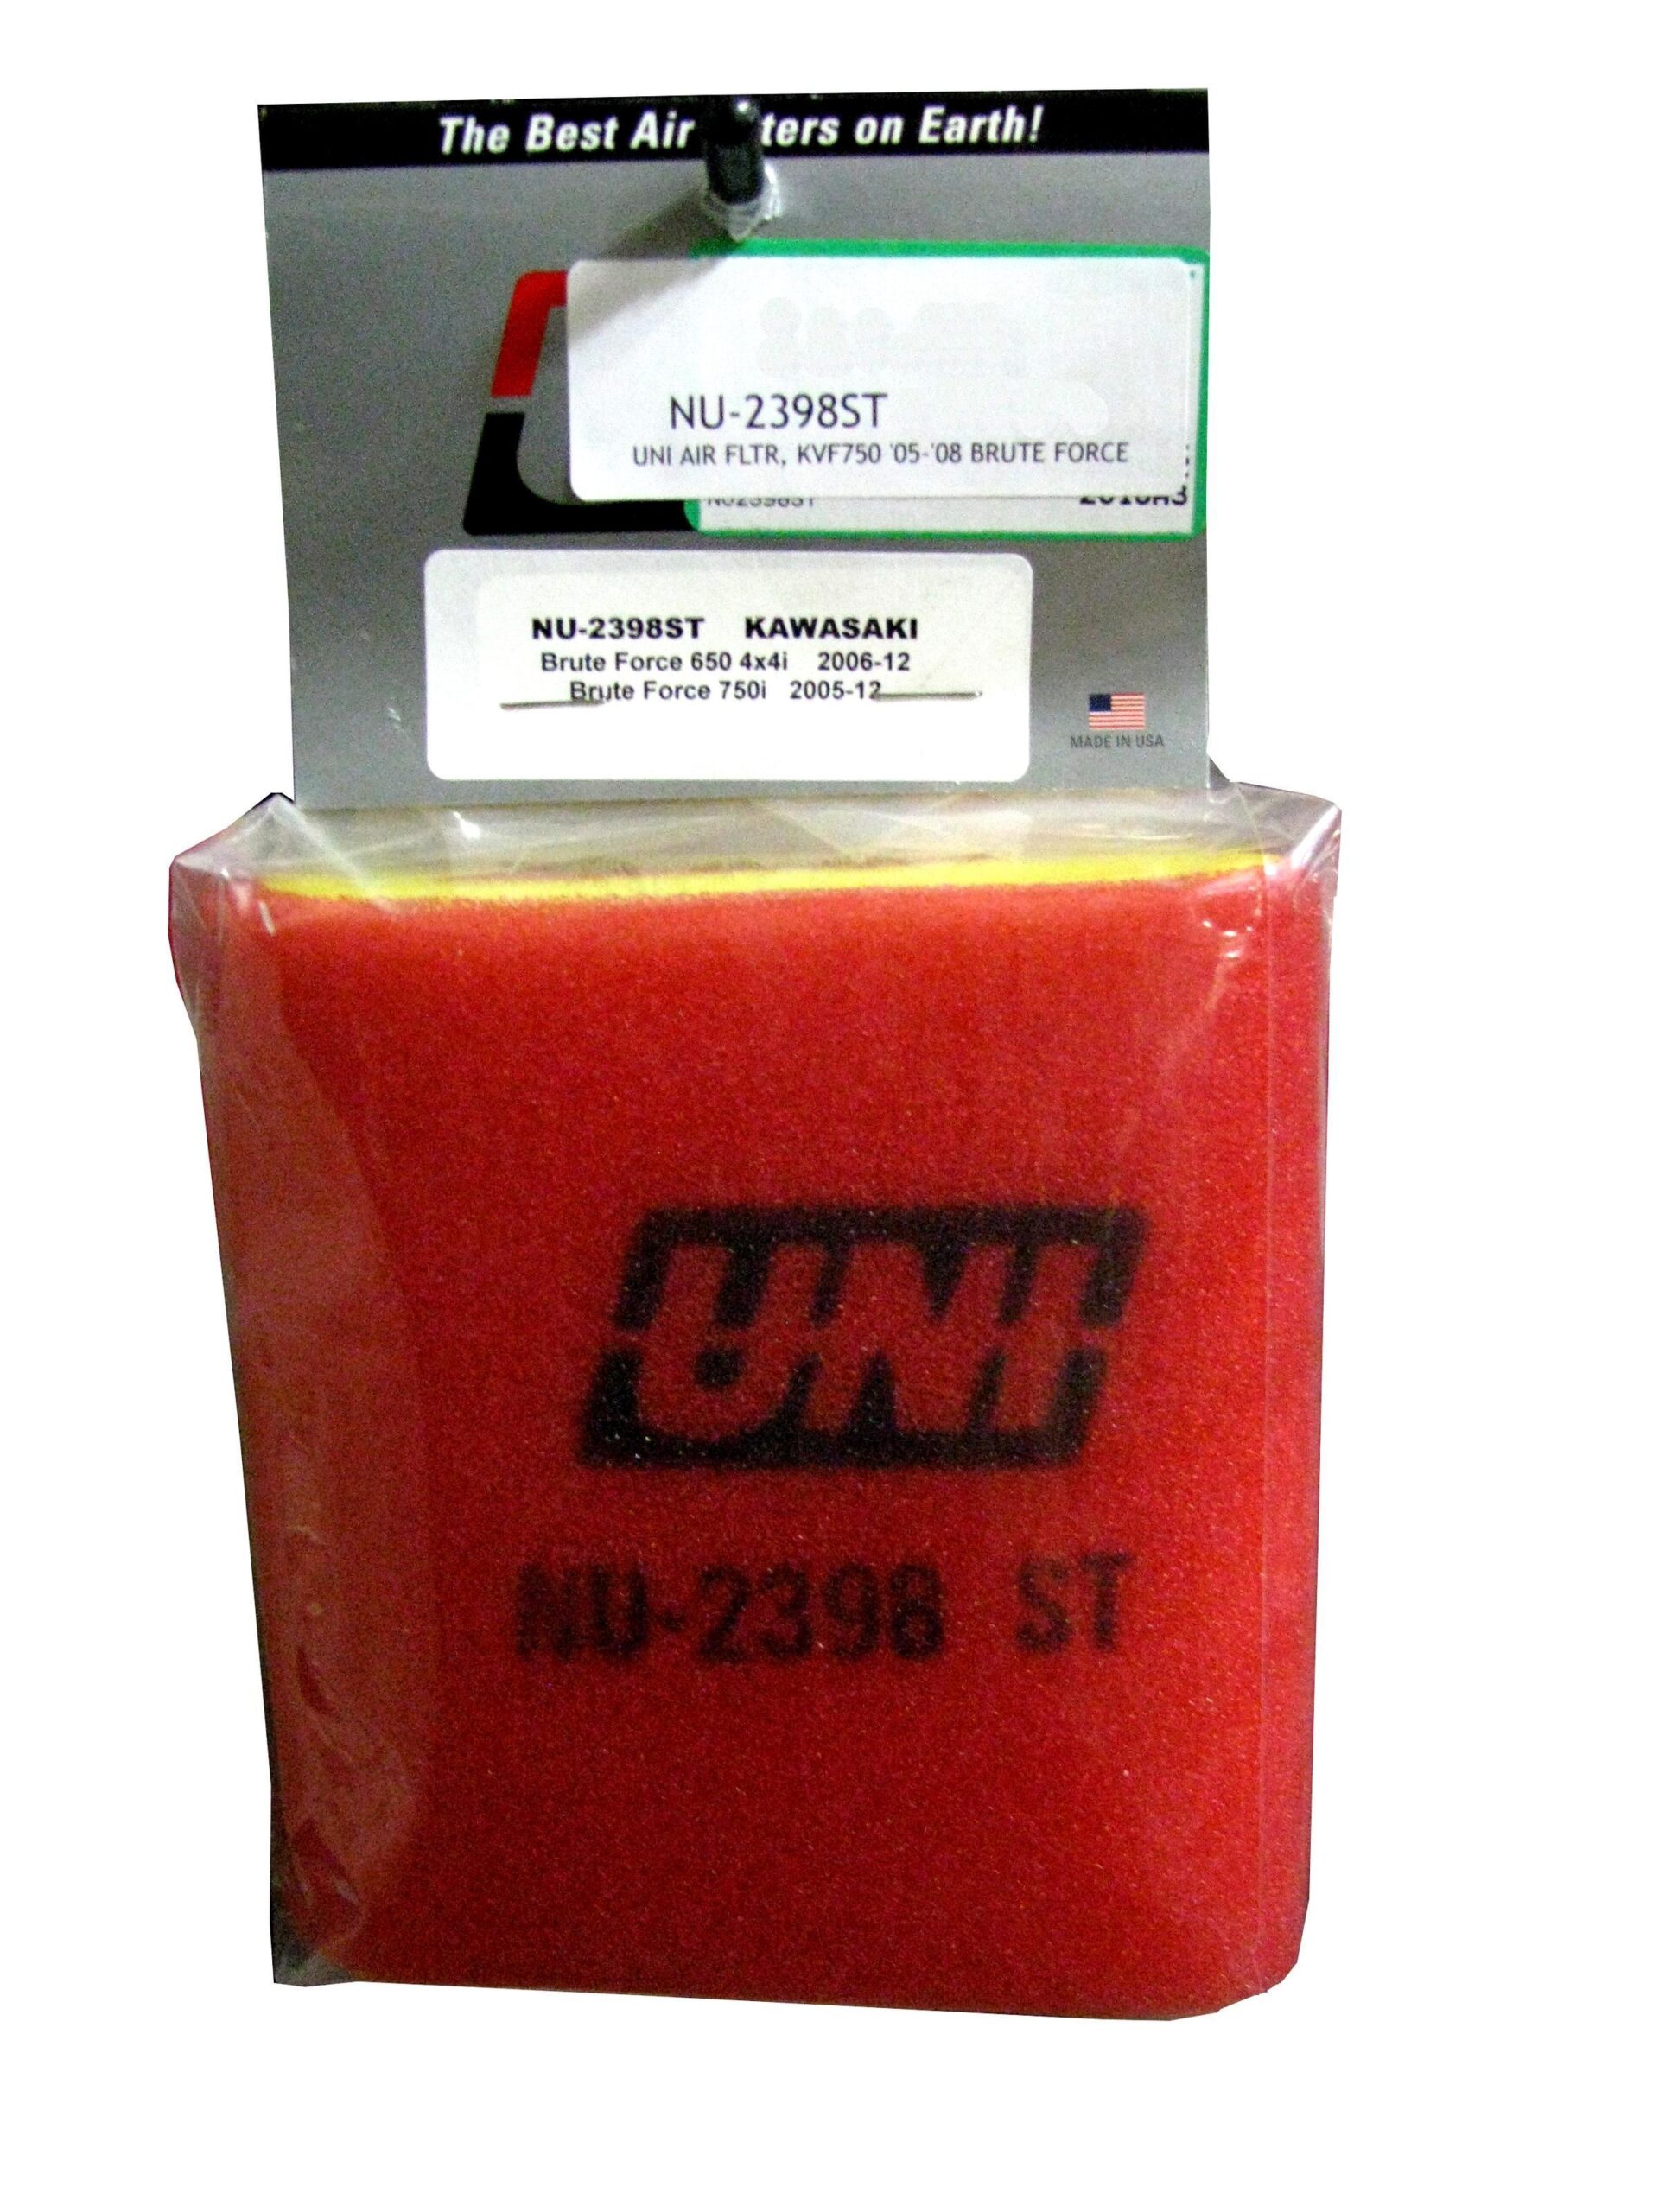 The Best Air ters on Earth!
NU-2398ST
UNI AIR FLTR, KVF750 '05-'08 BRUTE FORCE
NU2398ST
NU-2398ST KAWASAKI
Brute Force 650 4x4i 2006-12
Brute Force 750i 2005-12
MADE IN USA
UNI
NU-2398 ST